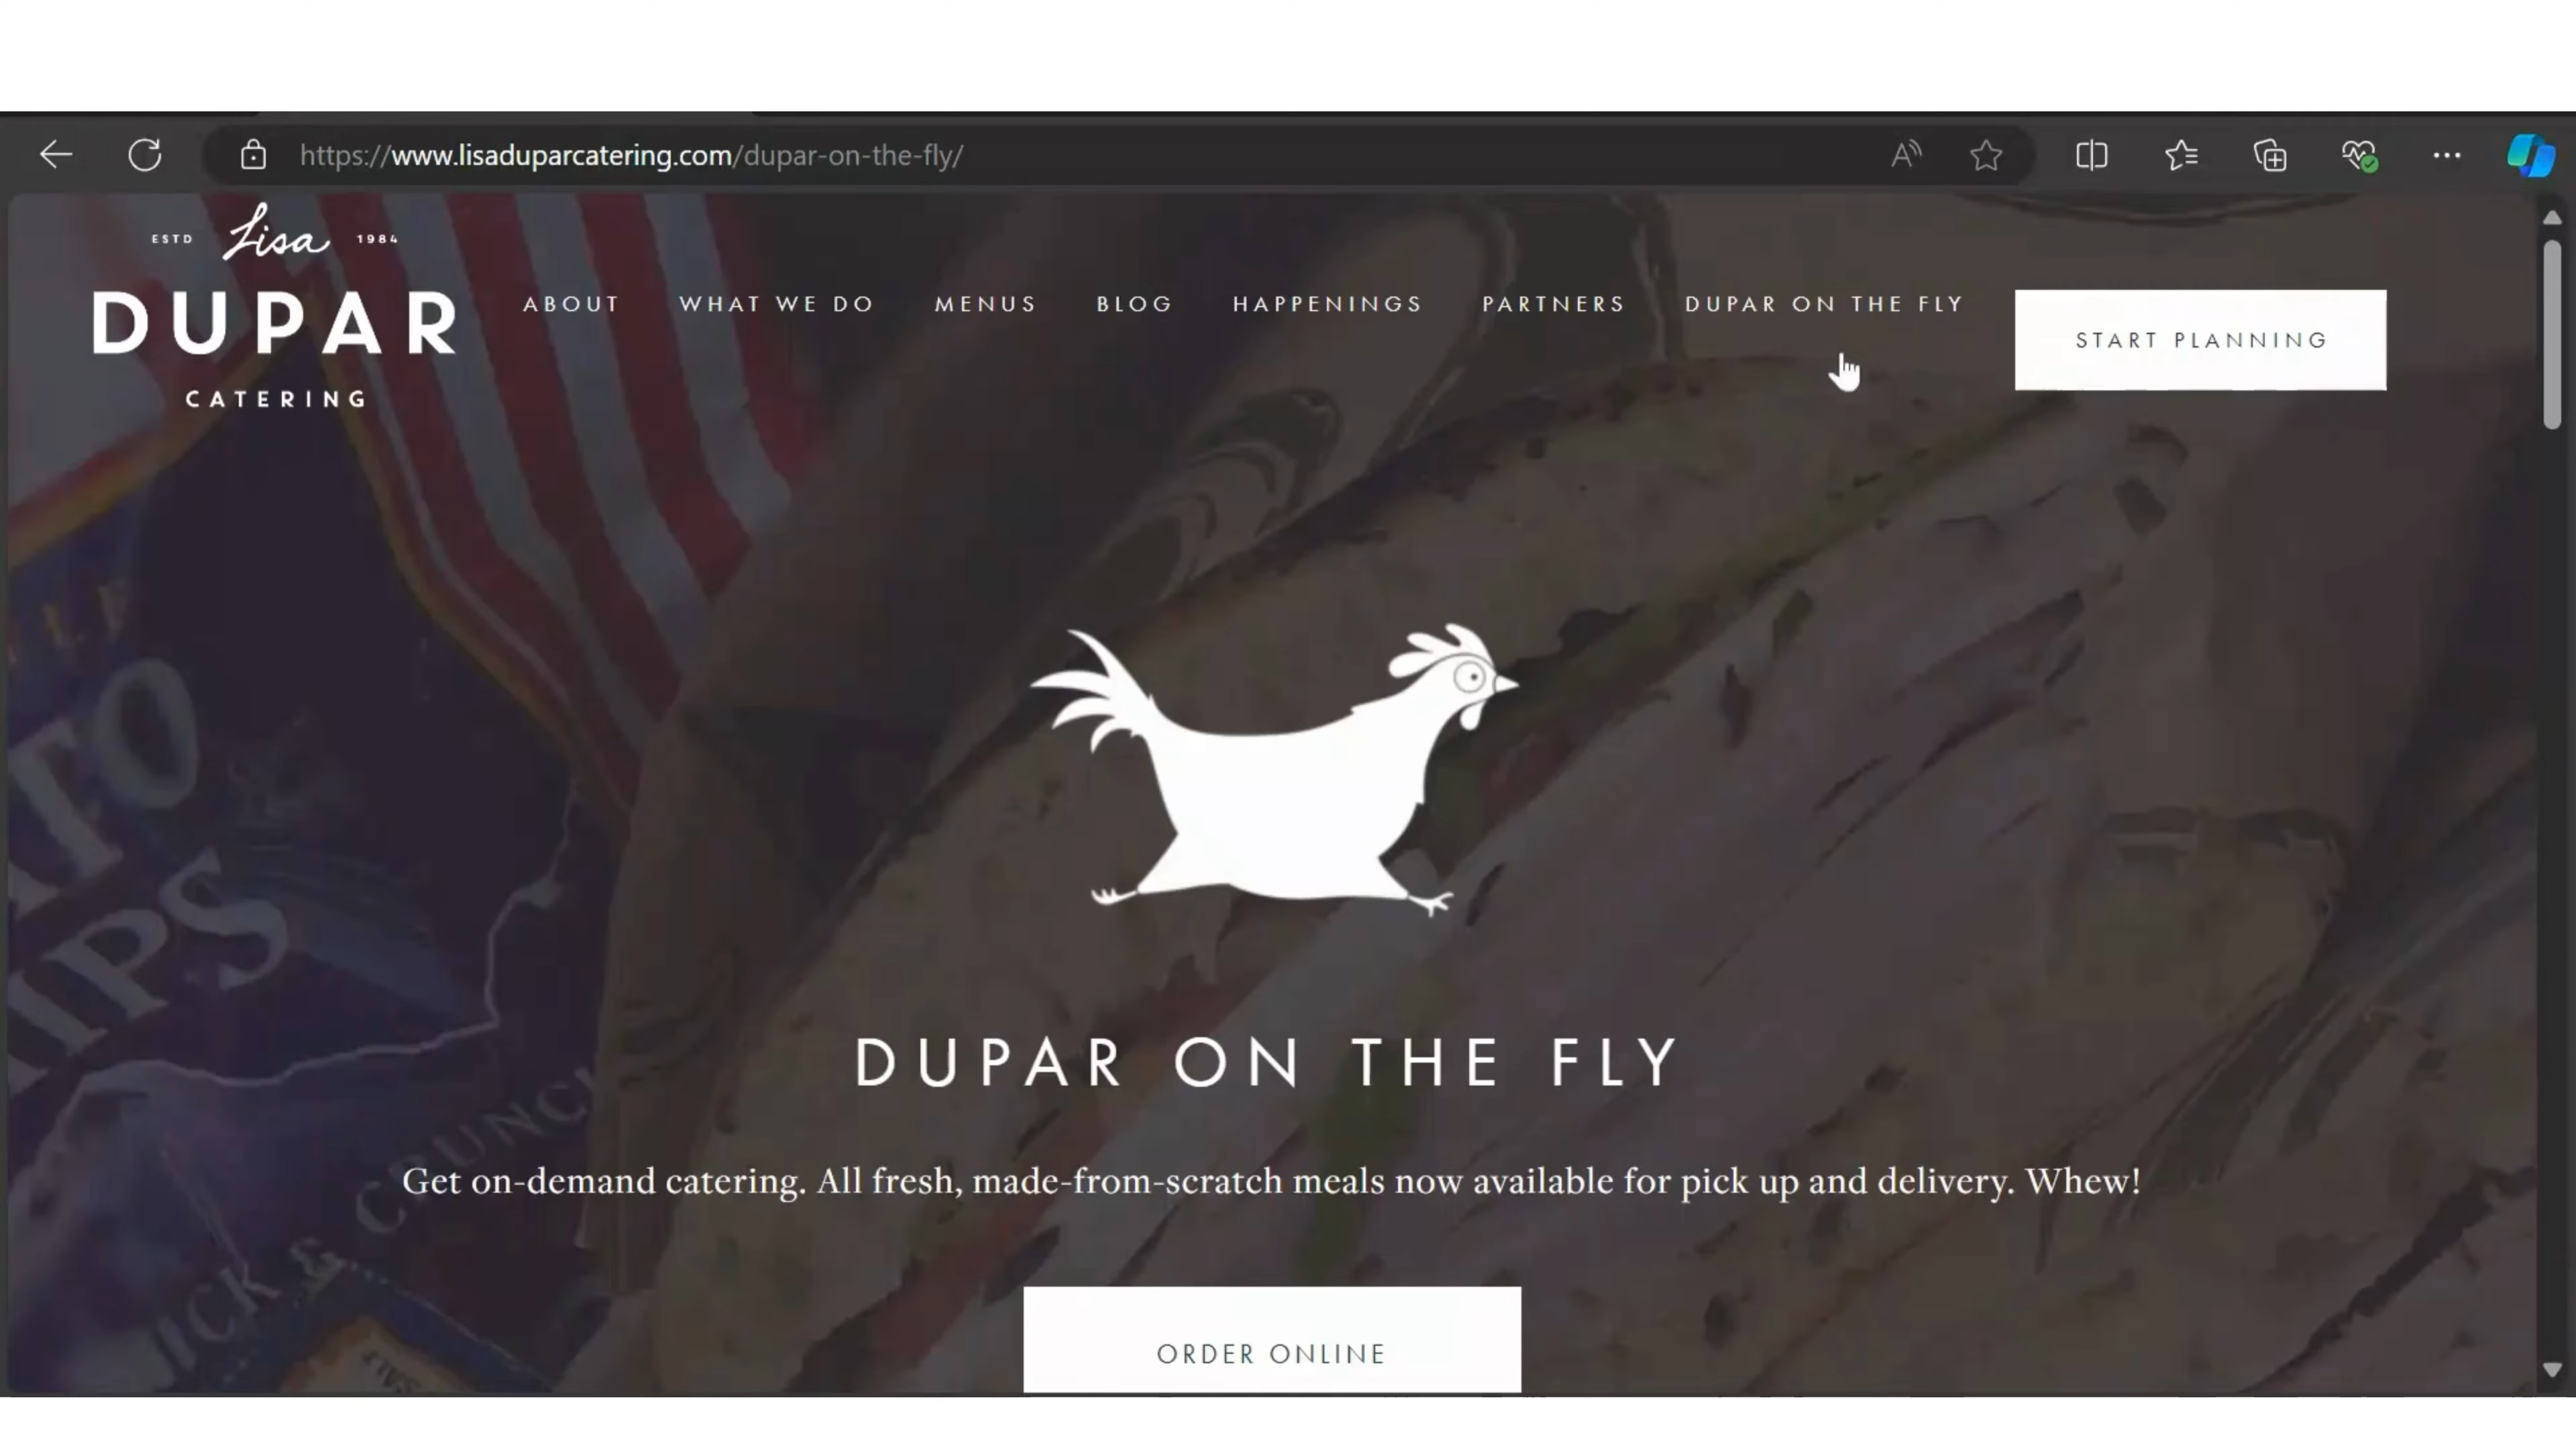 https://www.lisaduparcatering.com/dupar-on-the-fly/
ESTD Lisa 1984
DUPAR
CATERING
ABOUT WHAT WE DO MENUS BLOG HAPPENINGS PARTNERS DUPAR ON THE FLY
START PLANNING
DUPAR ON THE FLY
Get on-demand catering. All fresh, made-from-scratch meals now available for pick up and delivery. Whew!
ORDER ONLINE